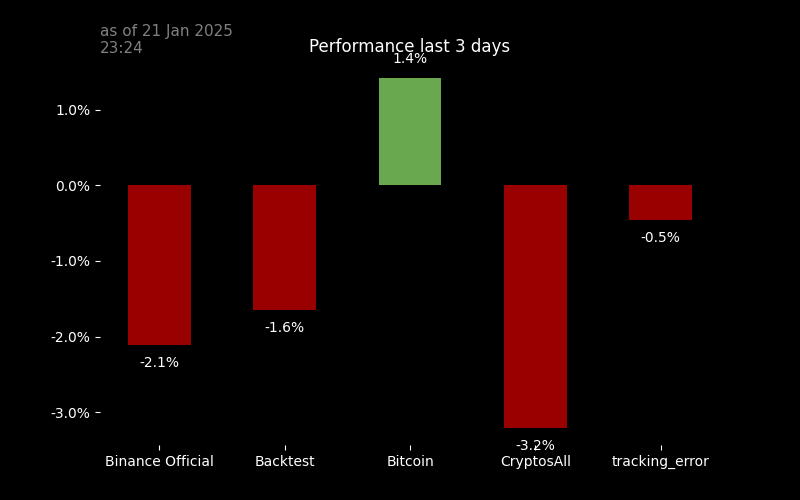 as of 21 Jan 2025
23:24
Performance last 3 days
1.4%
1.0%
0.0%
-1.0%
-2.0%
-3.0%
-2.1%
-1.6%
-3.2%
-0.5%
Binance Official
Backtest
Bitcoin
CryptosAll
tracking_error